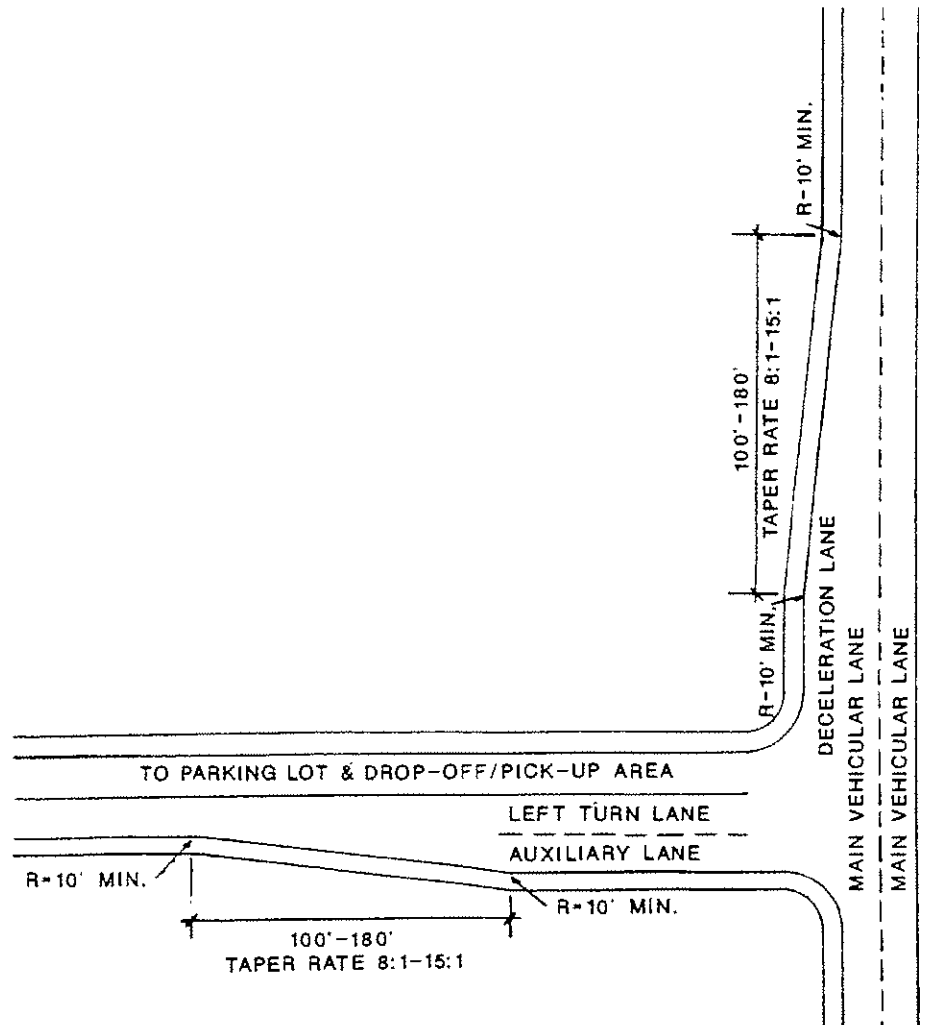 R-10' MIN.
100'-180'
TAPER RATE 8:1-15:1
R-10' MIN.
DECELERATION LANE
MAIN VEHICULAR LANE
MAIN VEHICULAR LANE
TO PARKING LOT & DROP-OFF/PICK-UP AREA
LEFT TURN LANE
AUXILIARY LANE
R=10' MIN.
R=10' MIN.
100'-180'
TAPER RATE 8:1-15:1